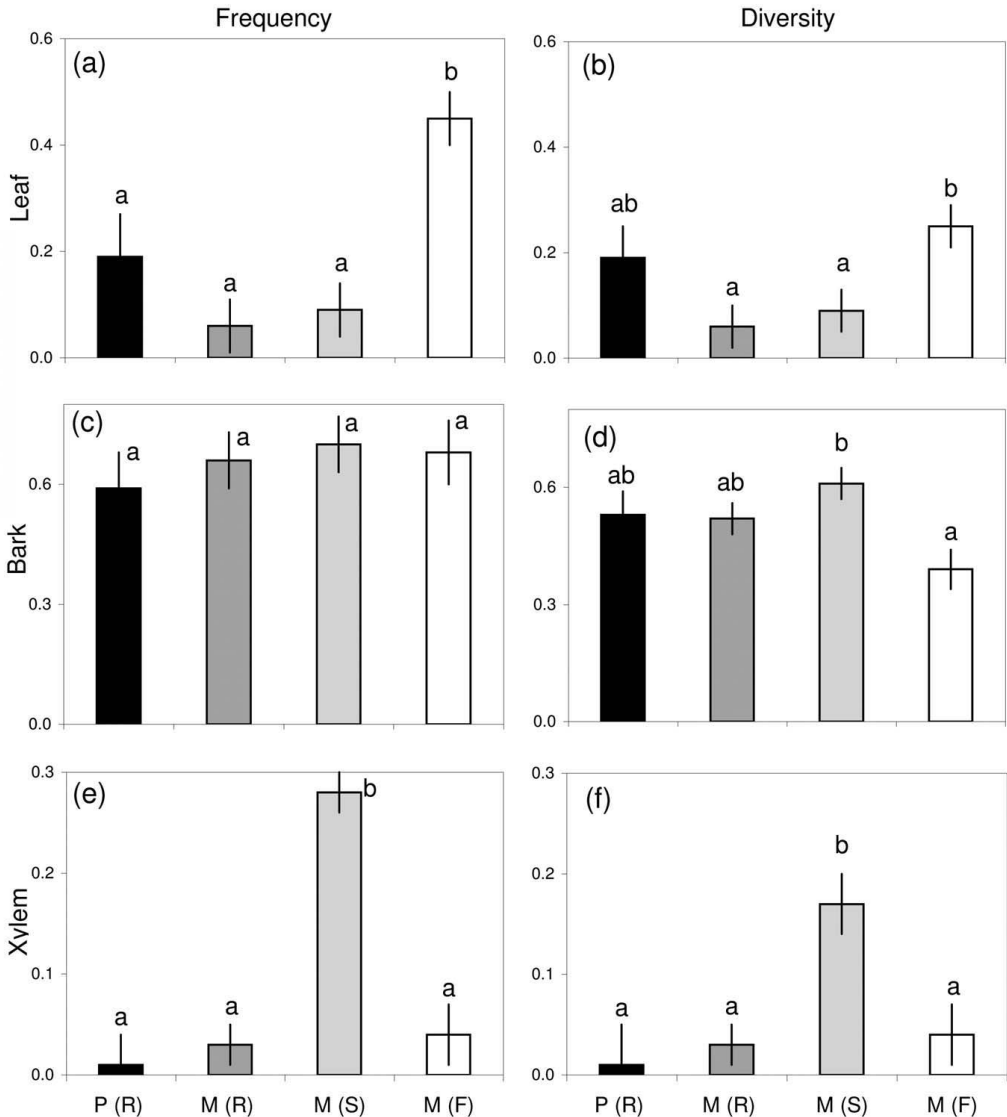 Frequency Diversity
(a)
0.6
0.4
0.2
0.0
Leaf
a
a
a
b
(b)
0.6
0.4
0.2
0.0
ab
a
a
b
(c)
0.6
0.3
0.0
Bark
a
a
a
a
(d)
0.6
0.3
0.0
ab
ab
b
a
(e)
0.3
0.2
0.1
0.0
Xylem
a
a
b
a
P (R) M (R) M (S) M (F)
(f)
0.3
0.2
0.1
0.0
a
a
b
a
P (R) M (R) M (S) M (F)